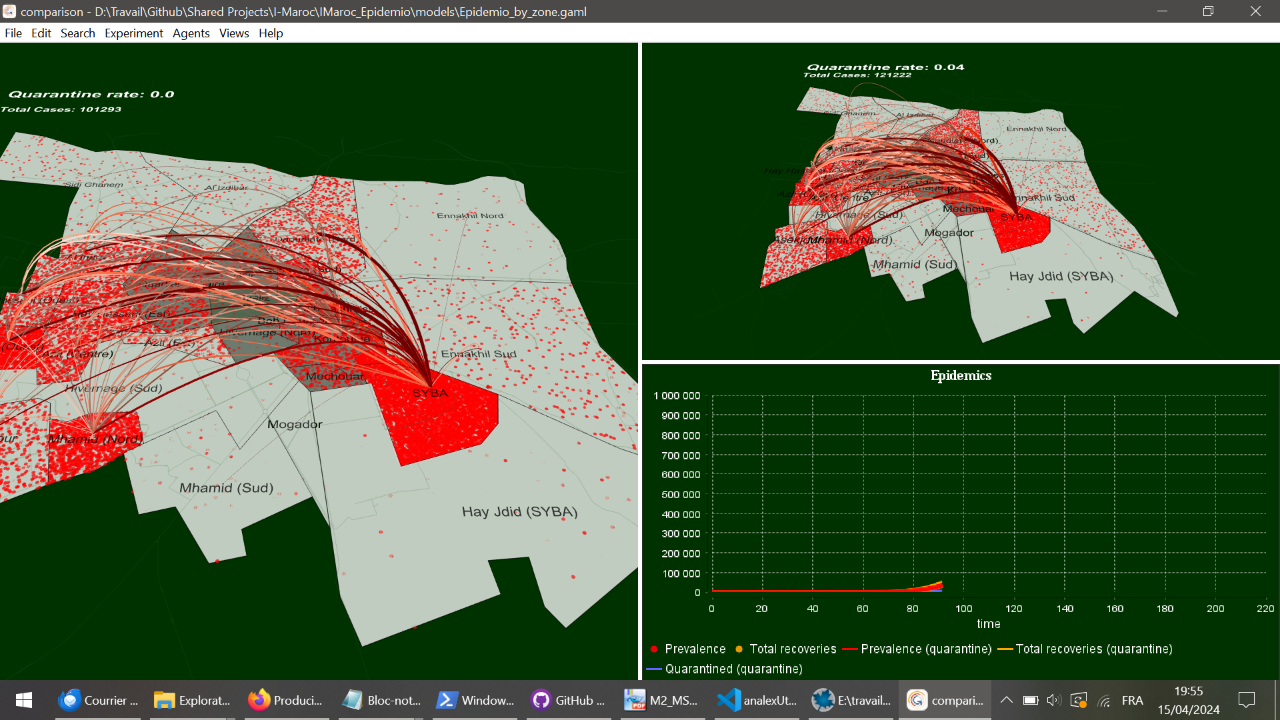 comparison - D:\Travail\Github\Shared Projects\I-Maroc\IMaroc_Epidemio\models\Epidemio_by_zone.gaml
File Edit Search Experiment Agents Views Help
Quarantine rate: 0.0
Total Cases: 101293
Sidi Ghanem
Al Izdihar
Ennakhil Nord
Ennakhil Sud
Hivernage (Nord)
Hivernage (Sud)
Mechouar
SYBA
Mogador
Mhamid (Nord)
Mhamid (Sud)
Hay Jdid (SYBA)
Quarantine rate: 0.04
Total Cases: 121222
Al Izdihar
Ennakhil Nord
Ennakhil Sud
Hivernage (Sud)
Mechouar
SYBA
Mogador
Mhamid (Nord)
Mhamid (Sud)
Hay Jdid (SYBA)
Epidemics
1 000 000
900 000
800 000
700 000
600 000
500 000
400 000
300 000
200 000
100 000
0
0 20 40 60 80 100 120 140 160 180 200 220
time
Prevalence Total recoveries Prevalence (quarantine) Total recoveries (quarantine)
Quarantined (quarantine)
Courrier ... Explorat... Produci... Bloc-not... Window... GitHub ... M2_MS... analexUt... E:\travail... compari... FRA 19:55
15/04/2024